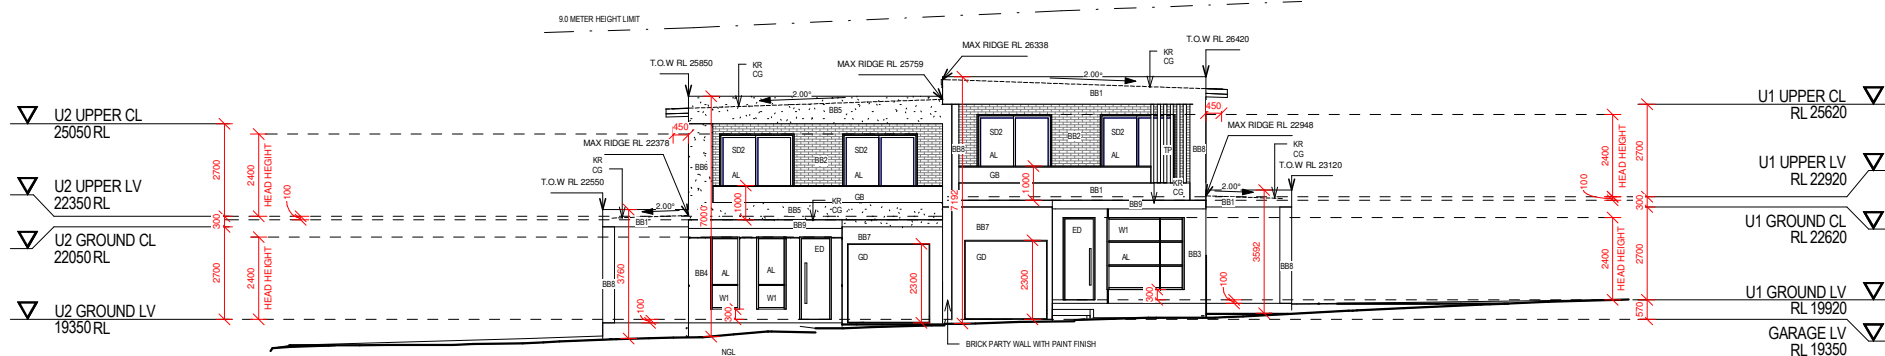 9.0 METER HEIGHT LIMIT
U2 UPPER CL
25050 RL
U2 UPPER LV
22350 RL
U2 GROUND CL
22050 RL
U2 GROUND LV
19350 RL
2700
300
2700
2400
HEAD HEIGHT
100
2400
HEAD HEIGHT
T.O.W RL 25850
KR
CG
MAX RIDGE RL 25759
MAX RIDGE RL 26338
KR
CG
T.O.W RL 26420
2.00°
2.00°
BB5
BB1
450
450
MAX RIDGE RL 22378
KR
CG
T.O.W RL 22550
2.00°
BB1
BB6
SD2
AL
BB2
SD2
AL
1000
7000
GB
BB5
KR
CG
BB9
3760
BB8
BB4
AL
W1
AL
W1
ED
BB7
GD
2300
300
100
NGL
BB8
7192
SD2
AL
BB2
SD2
AL
TP
BB8
GB
1000
BB1
KR
CG
BB9
BB7
GD
2300
ED
W1
AL
BB3
300
100
3592
BB8
MAX RIDGE RL 22948
KR
CG
T.O.W RL 23120
2.00°
BB1
BRICK PARTY WALL WITH PAINT FINISH
2400
HEAD HEIGHT
2700
100
300
2400
HEAD HEIGHT
2700
570
U1 UPPER CL
RL 25620
U1 UPPER LV
RL 22920
U1 GROUND CL
RL 22620
U1 GROUND LV
RL 19920
GARAGE LV
RL 19350